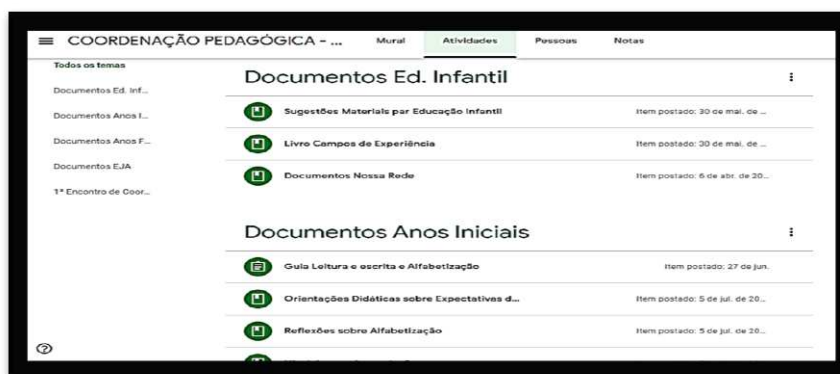 COORDENAÇÃO PEDAGÓGICA - ... Mural Atividades Pessoas Notas
Todos os temas
Documentos Ed. Inf...
Documentos Anos I...
Documentos Anos F...
Documentos EJA
1º Encontro de Coor...
Documentos Ed. Infantil
Sugestões Materiais par Educação Infantil Item postado: 30 de mai. de ...
Livro Campos de Experiência Item postado: 30 de mai. de ...
Documentos Nossa Rede Item postado: 6 de abr. de 20...
Documentos Anos Iniciais
Guia Leitura e escrita e Alfabetização Item postado: 27 de jun.
Orientações Didáticas sobre Expectativas d... Item postado: 5 de jul. de 20...
Reflexões sobre Alfabetização Item postado: 5 de jul. de 20...